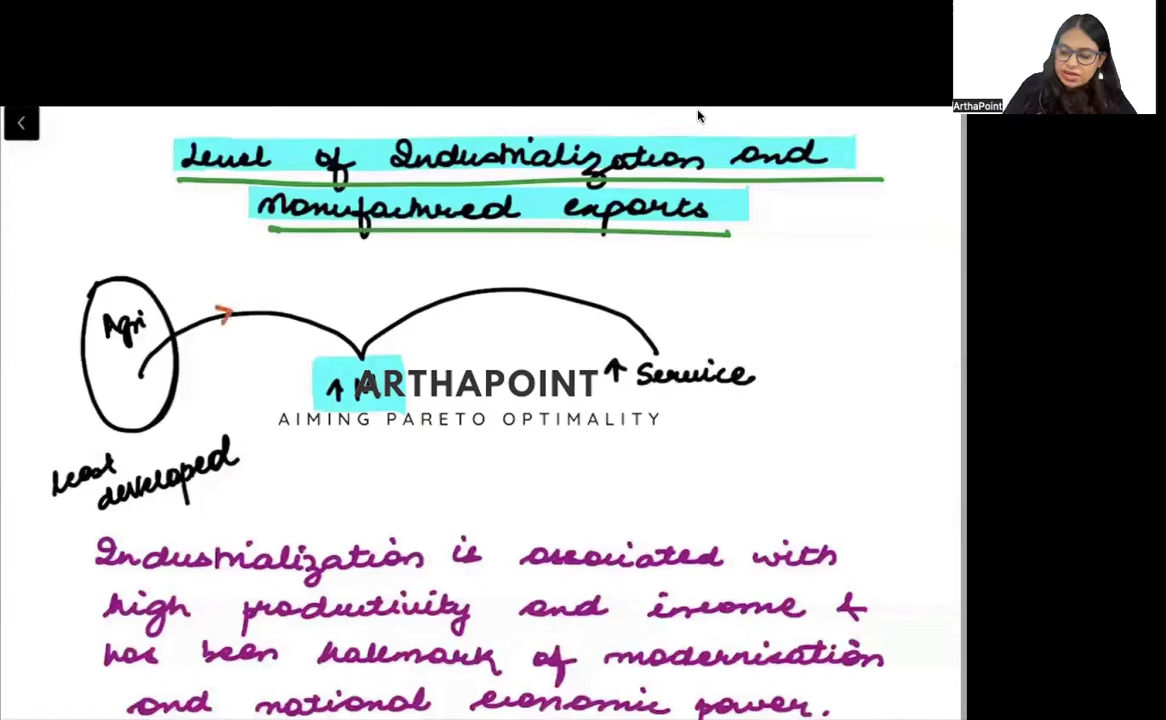 ArthaPoint
Level of Industrialization and
Manufactured exports
Agri
↑
ARTHAPOINT
↑ Service
AIMING PARETO OPTIMALITY
Least
developed
Industrialization is associated with
high productivity and income &
has been hallmark of modernisation
and national economic power.